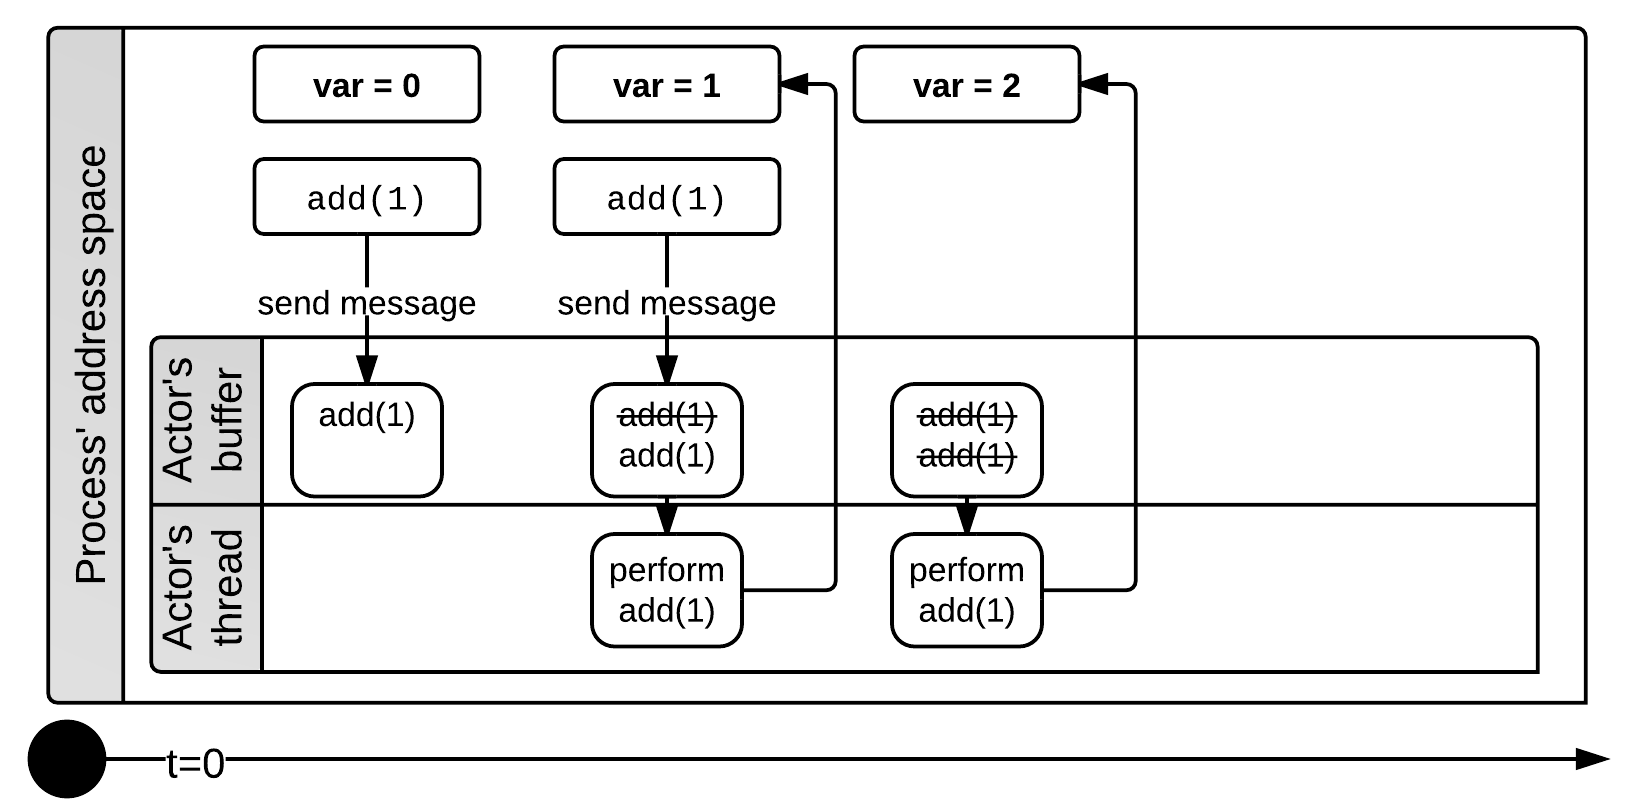 Process' address space
var = 0
var = 1
var = 2
add(1)
add(1)
send message
send message
Actor's
buffer
add(1)
add(1)
add(1)
add(1)
add(1)
Actor's
thread
perform
add(1)
perform
add(1)
t=0